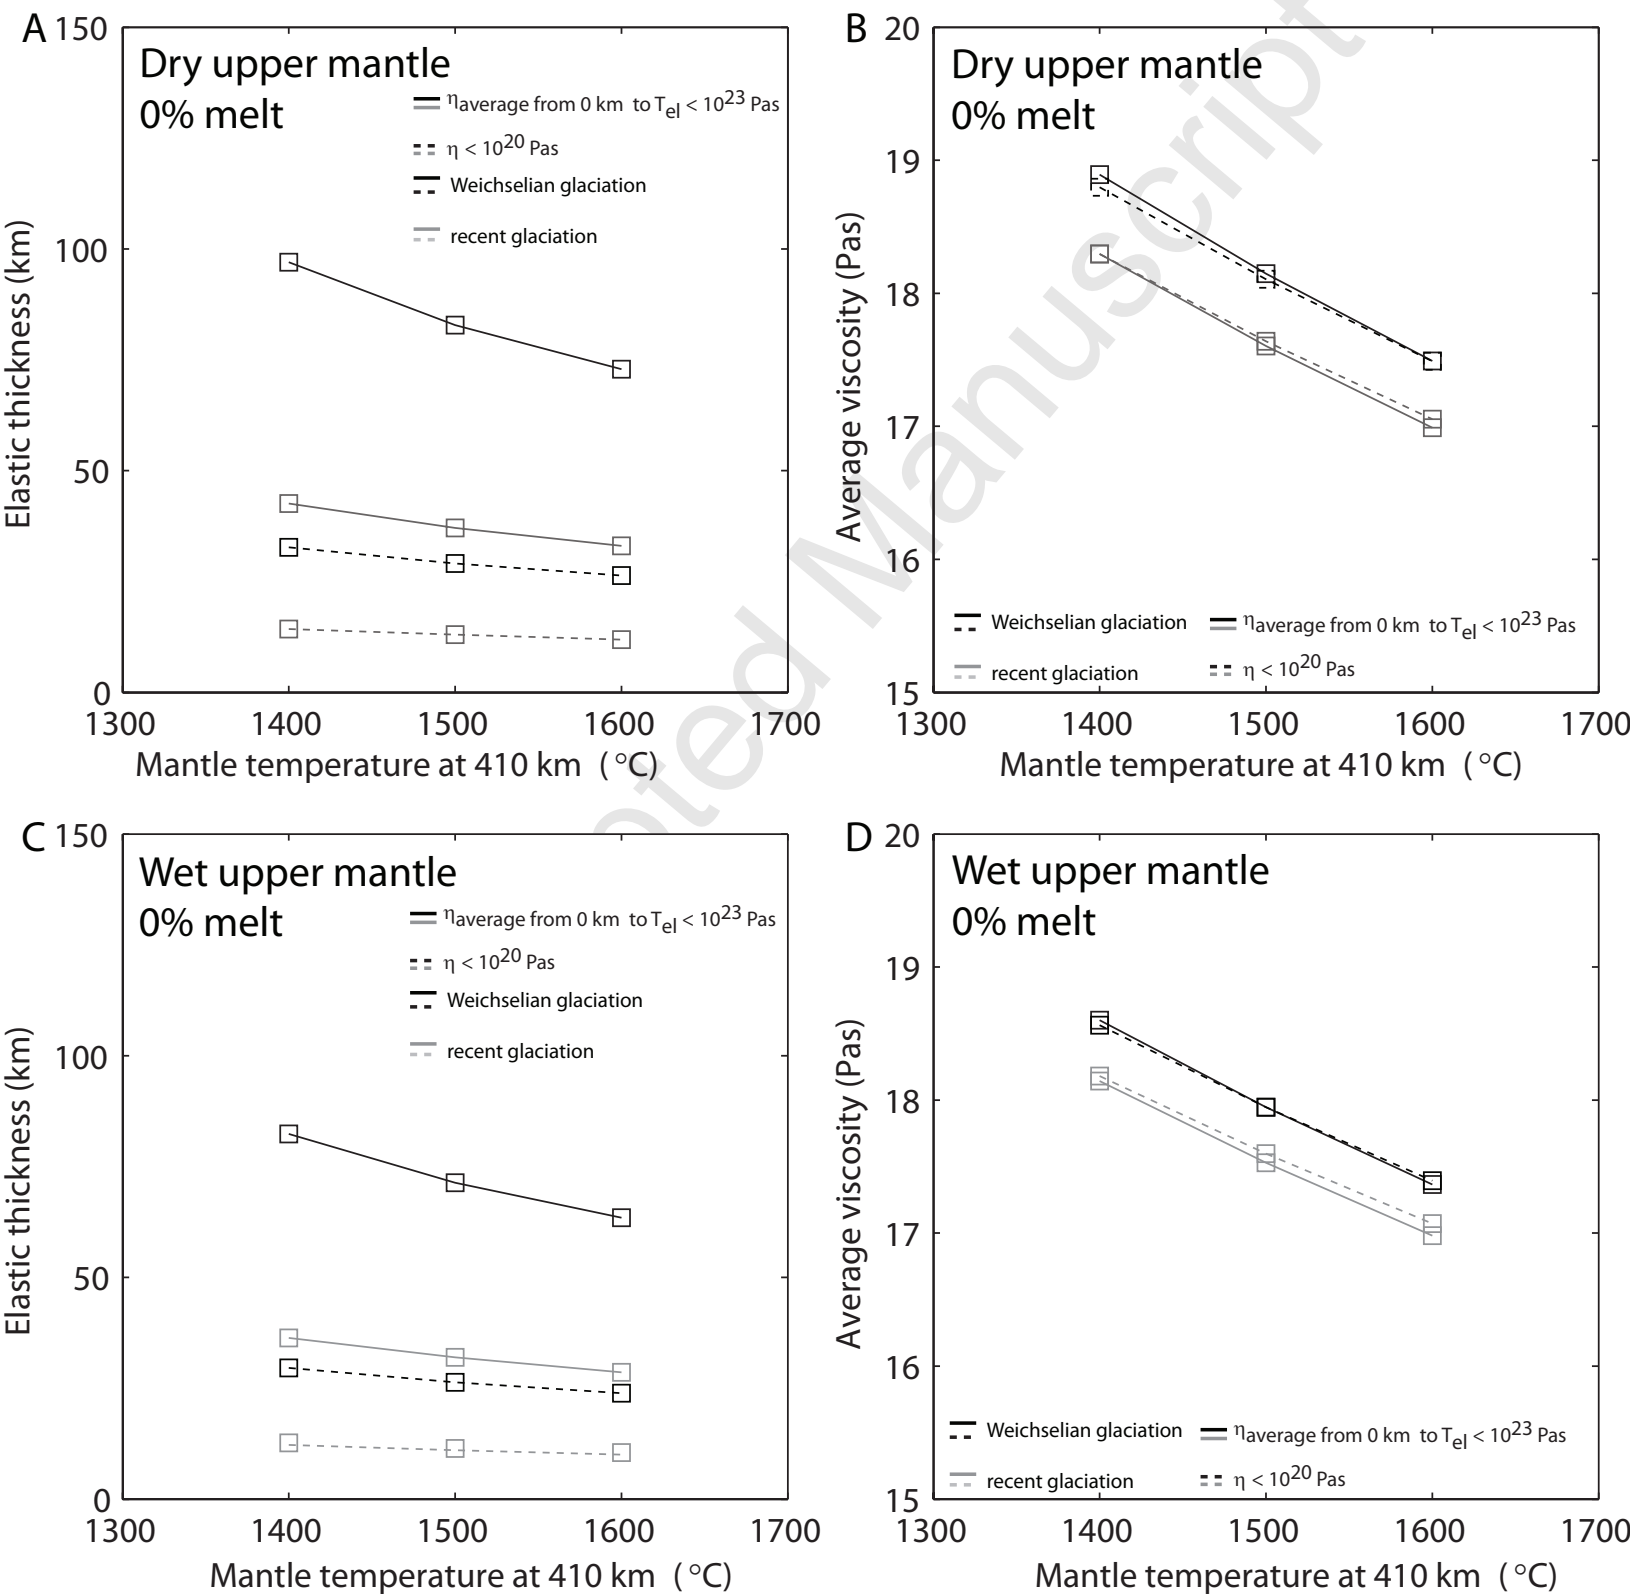 A
150
Dry upper mantle
0% melt
ηaverage from 0 km to Tel < 10^23 Pas
η < 10^20 Pas
Weichselian glaciation
recent glaciation
100
50
0
Elastic thickness (km)
1300 1400 1500 1600 1700
Mantle temperature at 410 km (°C)
B
20
Dry upper mantle
0% melt
19
18
17
16
15
Average viscosity (Pas)
Weichselian glaciation
ηaverage from 0 km to Tel < 10^23 Pas
recent glaciation
η < 10^20 Pas
1300 1400 1500 1600 1700
Mantle temperature at 410 km (°C)
C
150
Wet upper mantle
0% melt
ηaverage from 0 km to Tel < 10^23 Pas
η < 10^20 Pas
Weichselian glaciation
recent glaciation
100
50
0
Elastic thickness (km)
1300 1400 1500 1600 1700
Mantle temperature at 410 km (°C)
D
20
Wet upper mantle
0% melt
19
18
17
16
15
Average viscosity (Pas)
Weichselian glaciation
ηaverage from 0 km to Tel < 10^23 Pas
recent glaciation
η < 10^20 Pas
1300 1400 1500 1600 1700
Mantle temperature at 410 km (°C)
pted Manuscript